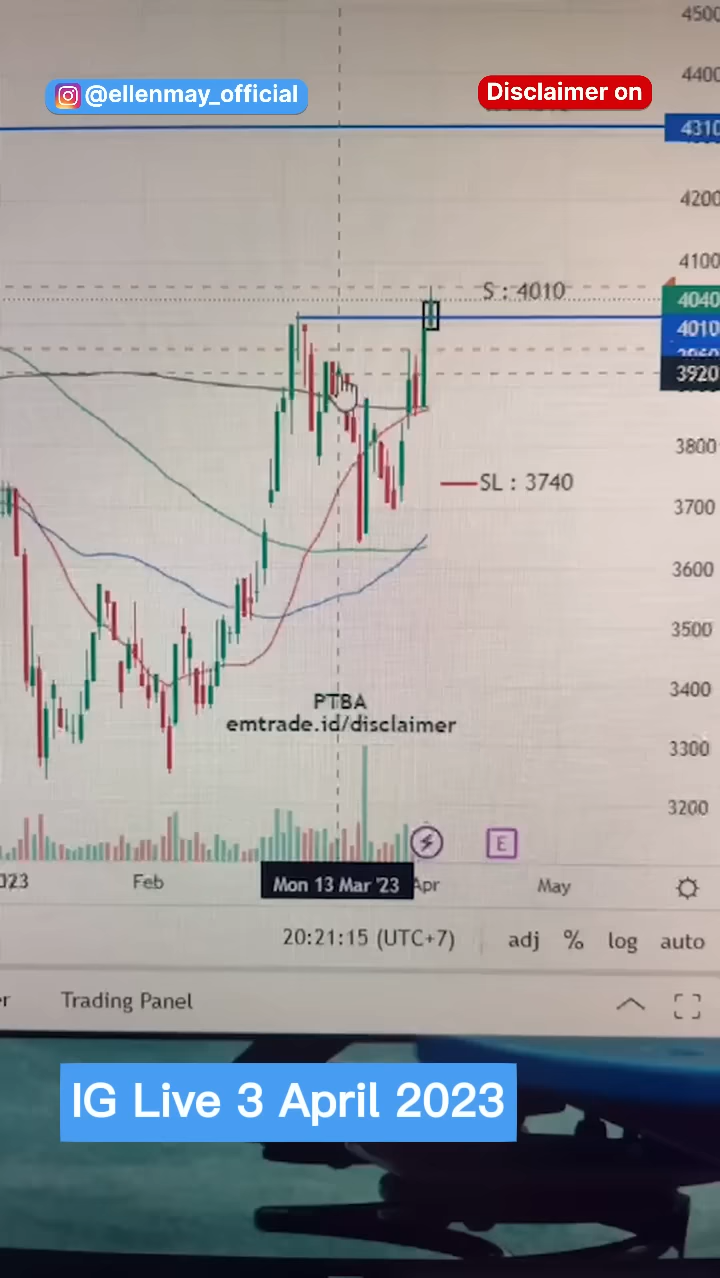 4500
@ellenmay_official
Disclaimer on
4400
4310
4200
4100
S : 4010
4040
4010
3920
3800
SL : 3740
3700
3600
3500
3400
PTBA
emtrade.id/disclaimer
3300
3200
E
Feb
Mon 13 Mar '23
Apr
May
20:21:15 (UTC+7)
adj % log auto
Trading Panel
IG Live 3 April 2023